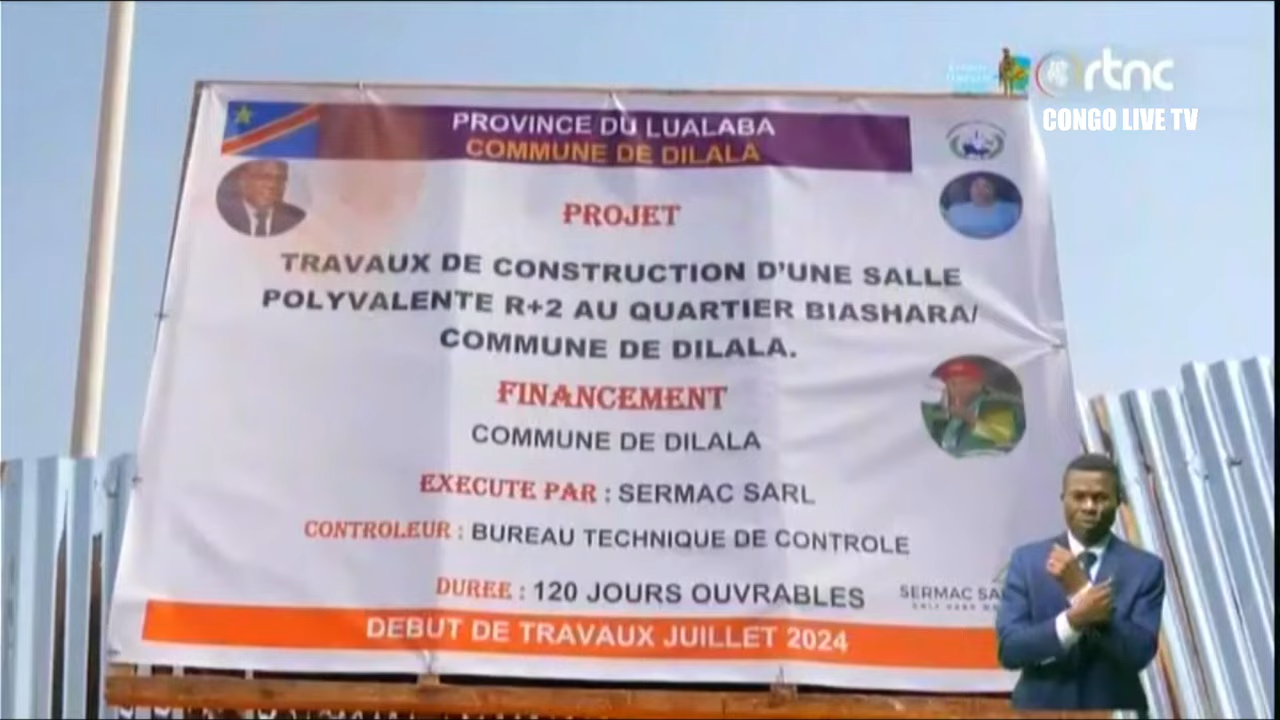 rtnc
CONGO LIVE TV
PROVINCE DU LUALABA
COMMUNE DE DILALA
PROJET
TRAVAUX DE CONSTRUCTION D'UNE SALLE
POLYVALENTE R+2 AU QUARTIER BIASHARA/
COMMUNE DE DILALA.
FINANCEMENT
COMMUNE DE DILALA
EXECUTE PAR : SERMAC SARL
CONTROLEUR : BUREAU TECHNIQUE DE CONTROLE
DUREE : 120 JOURS OUVRABLES
SERMAC
DEBUT DE TRAVAUX JUILLET 2024